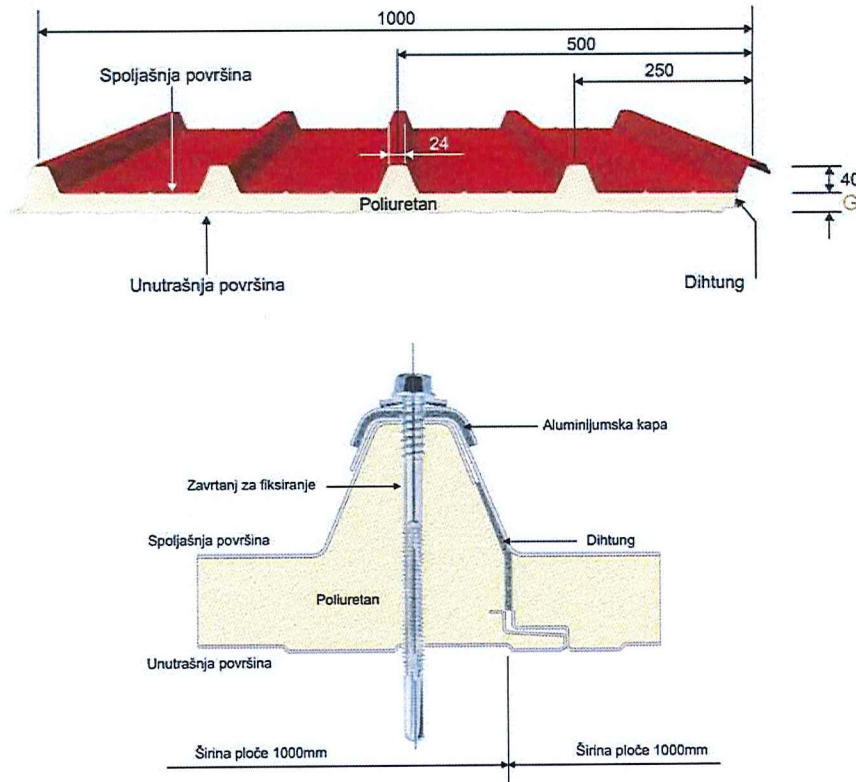 1000
500
250
Spoljašnja površina
24
40
G
Poliuretan
Unutrašnja površina
Dihtung
Aluminijumska kapa
Zavrtanj za fiksiranje
Spoljašnja površina
Dihtung
Poliuretan
Unutrašnja površina
Širina ploče 1000mm
Širina ploče 1000mm